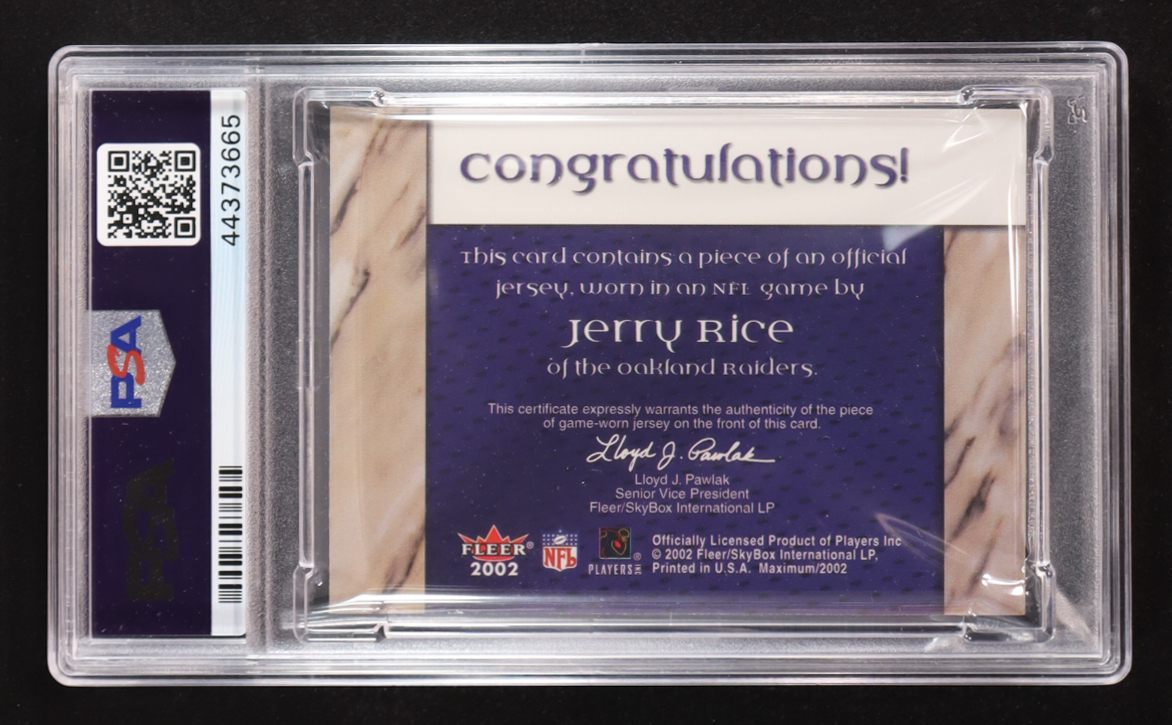 44373665
PSA
PSA
congratulations!
This card contains a piece of an official
jersey, worn in an NFL game by
Jerry Rice
of the Oakland Raiders.
This certificate expressly warrants the authenticity of the piece
of game-worn jersey on the front of this card.
Lloyd J. Pawlak
Lloyd J. Pawlak
Senior Vice President
Fleer/SkyBox International LP
FLEER®
2002
NFL
PLAYERS INC ®
Officially Licensed Product of Players Inc
© 2002 Fleer/SkyBox International LP,
Printed in U.S.A. Maximum/2002